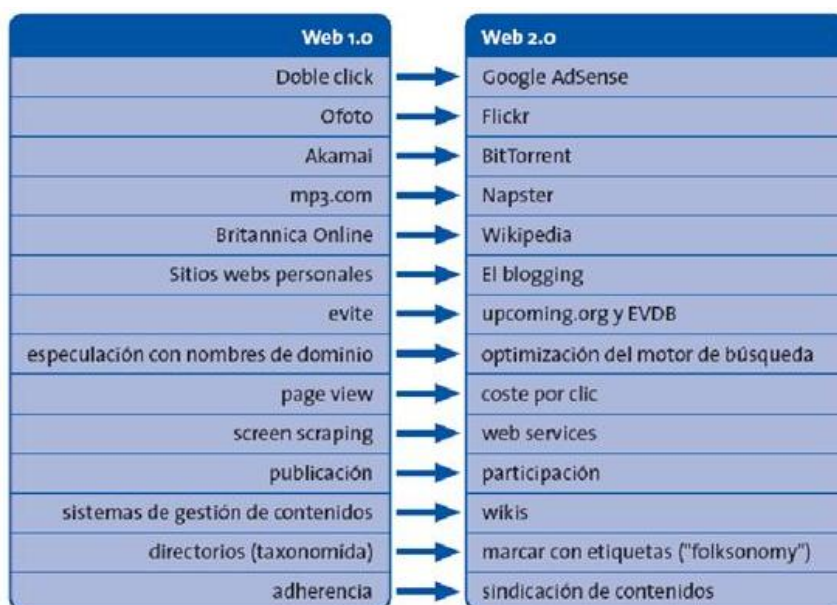 Web 1.0 Web 2.0
Doble click Google AdSense
Ofoto Flickr
Akamai BitTorrent
mp3.com Napster
Britannica Online Wikipedia
Sitios webs personales El blogging
evite upcoming.org y EVDB
especulación con nombres de dominio optimización del motor de búsqueda
page view coste por clic
screen scraping web services
publicación participación
sistemas de gestión de contenidos wikis
directorios (taxonomida) marcar con etiquetas ("folksonomy")
adherencia sindicación de contenidos